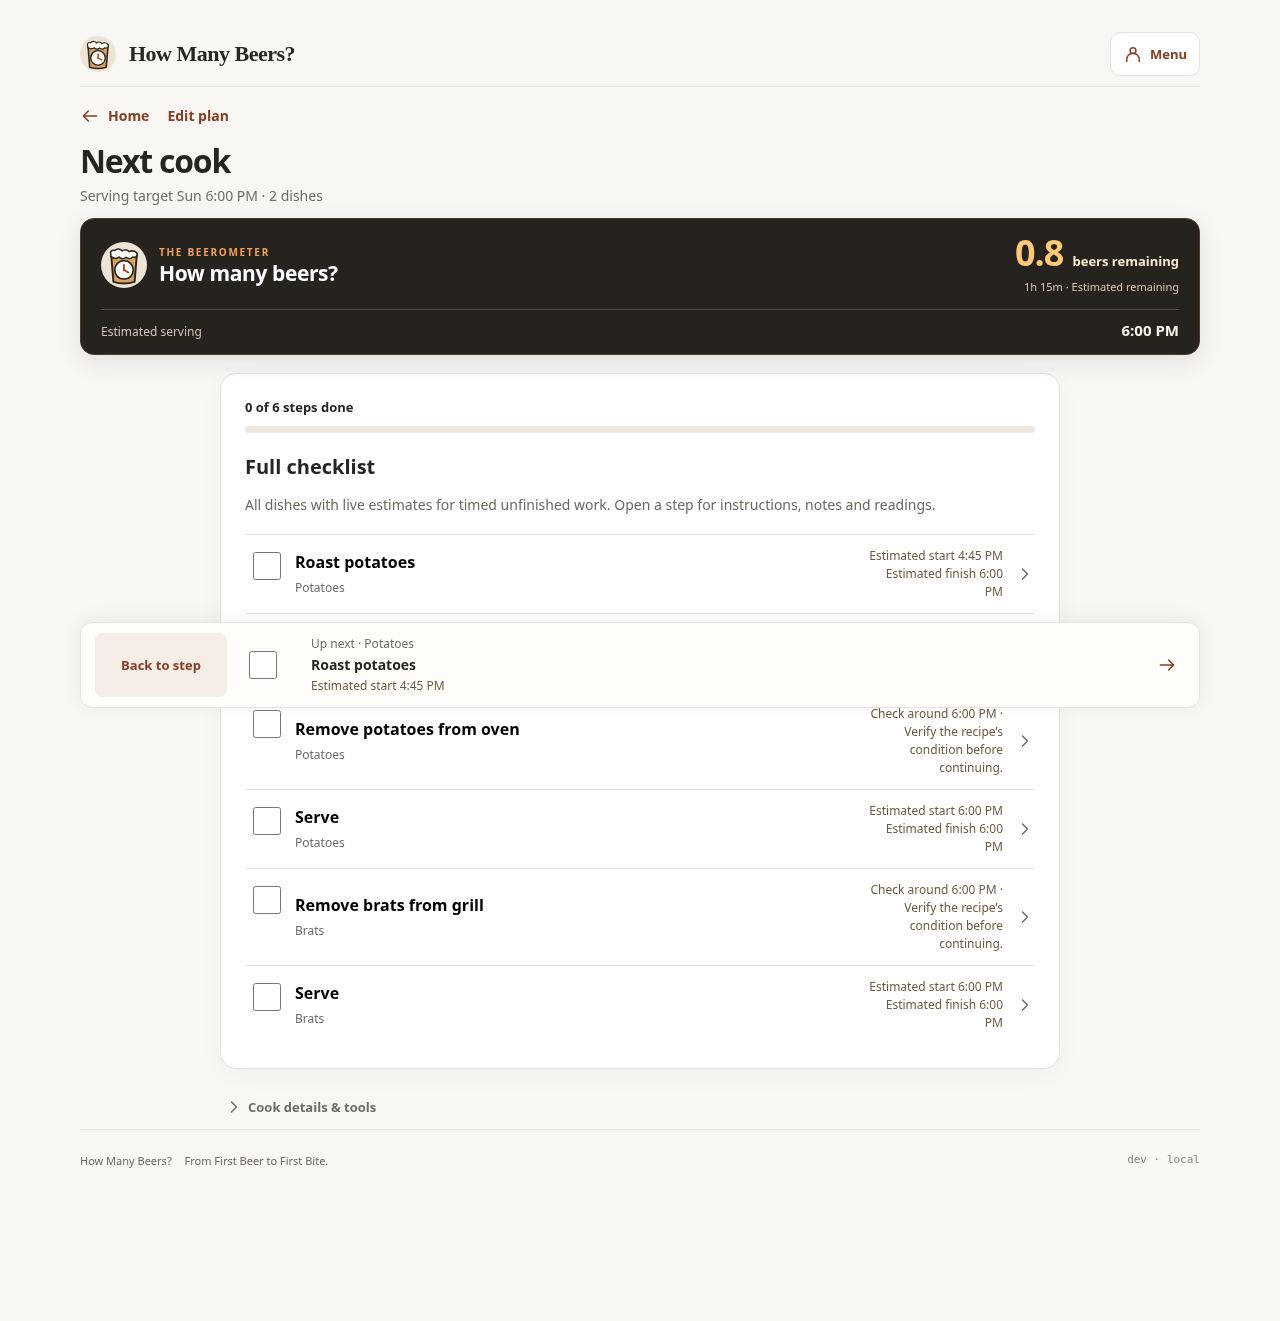 How Many Beers?
Menu
Home
Edit plan
Next cook
Serving target Sun 6:00 PM · 2 dishes
THE BEEROMETER
How many beers?
0.8 beers remaining
1h 15m · Estimated remaining
Estimated serving
6:00 PM
0 of 6 steps done
Full checklist
All dishes with live estimates for timed unfinished work. Open a step for instructions, notes and readings.
Roast potatoes
Potatoes
Estimated start 4:45 PM
Estimated finish 6:00
PM
Back to step
Up next · Potatoes
Roast potatoes
Estimated start 4:45 PM
Remove potatoes from oven
Potatoes
Check around 6:00 PM ·
Verify the recipe’s
condition before
continuing.
Serve
Potatoes
Estimated start 6:00 PM
Estimated finish 6:00
PM
Remove brats from grill
Brats
Check around 6:00 PM ·
Verify the recipe’s
condition before
continuing.
Serve
Brats
Estimated start 6:00 PM
Estimated finish 6:00
PM
Cook details & tools
How Many Beers?
From First Beer to First Bite.
dev · local